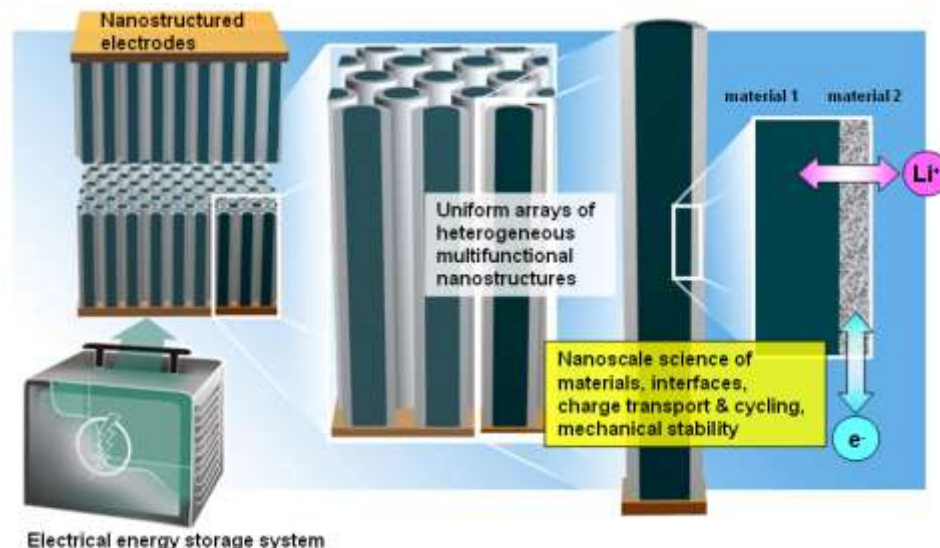 Nanostructured
electrodes
Uniform arrays of
heterogeneous
multifunctional
nanostructures
material 1
material 2
Li+
Nanoscale science of
materials, interfaces,
charge transport & cycling,
mechanical stability
e-
Electrical energy storage system